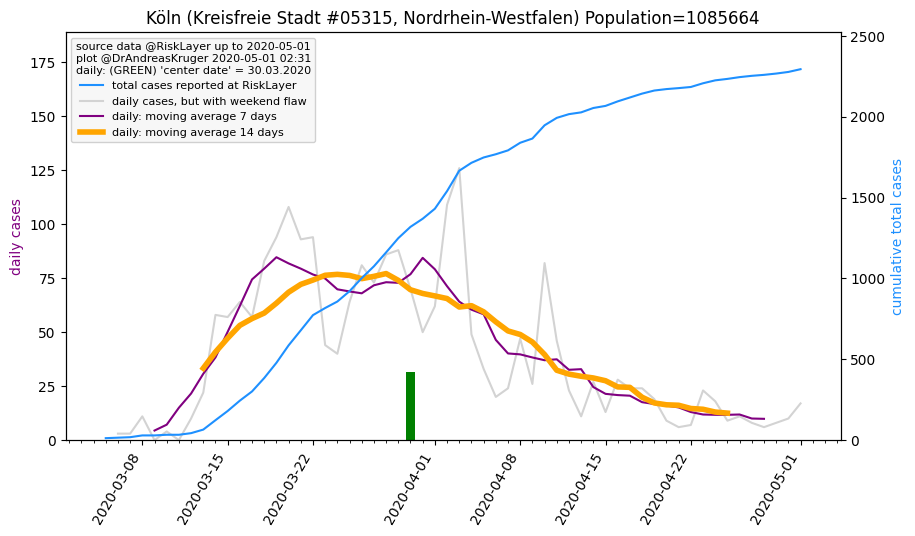 Köln (Kreisfreie Stadt #05315, Nordrhein-Westfalen) Population=1085664
source data @RiskLayer up to 2020-05-01
plot @DrAndreasKruger 2020-05-01 02:31
daily: (GREEN) 'center date' = 30.03.2020
total cases reported at RiskLayer
daily cases, but with weekend flaw
daily: moving average 7 days
daily: moving average 14 days
daily cases
175
150
125
100
75
50
25
0
2500
2000
1500
1000
500
0
cumulative total cases
2020-03-08
2020-03-15
2020-03-22
2020-04-01
2020-04-08
2020-04-15
2020-04-22
2020-05-01